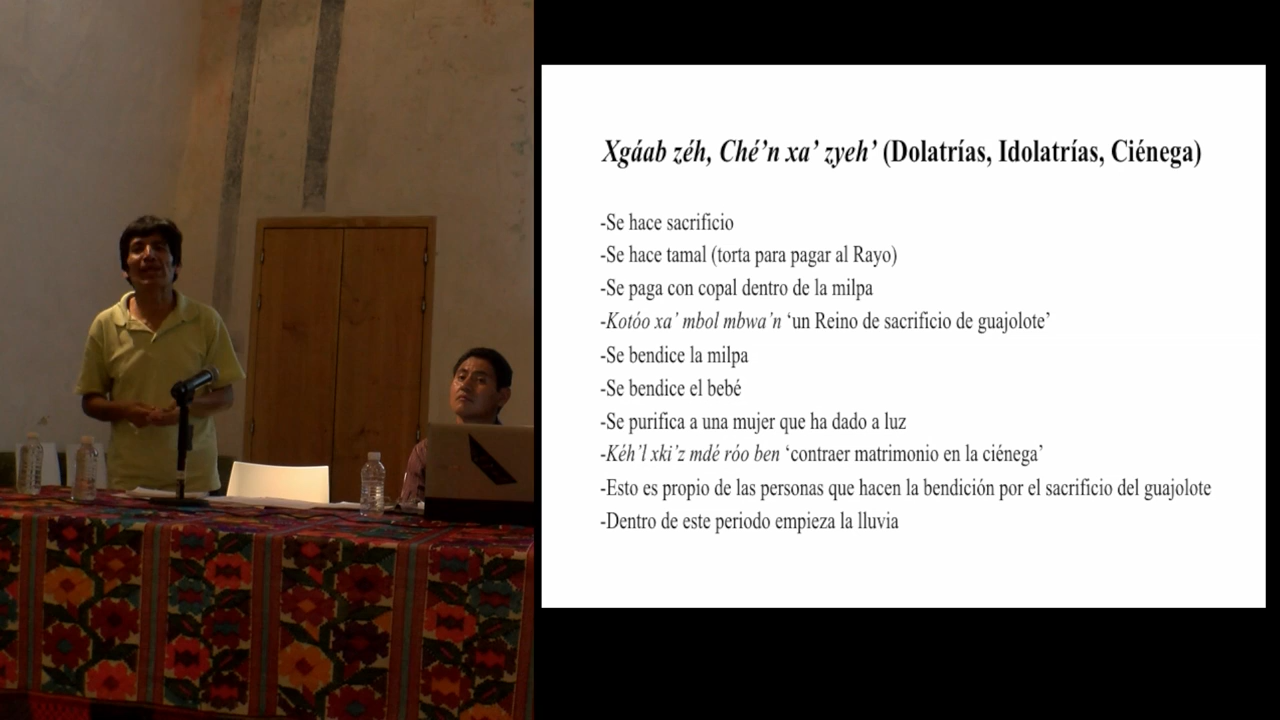 Xgáab zéh, Ché’n xa’ zyeh’ (Dolatrías, Idolatrías, Ciénega)
-Se hace sacrificio
-Se hace tamal (torta para pagar al Rayo)
-Se paga con copal dentro de la milpa
-Kotóo xa’ mbol mbwa’n ‘un Reino de sacrificio de guajolote’
-Se bendice la milpa
-Se bendice el bebé
-Se purifica a una mujer que ha dado a luz
-Kéh’l xki’z mdé róo ben ‘contraer matrimonio en la ciénega’
-Esto es propio de las personas que hacen la bendición por el sacrificio del guajolote
-Dentro de este periodo empieza la lluvia